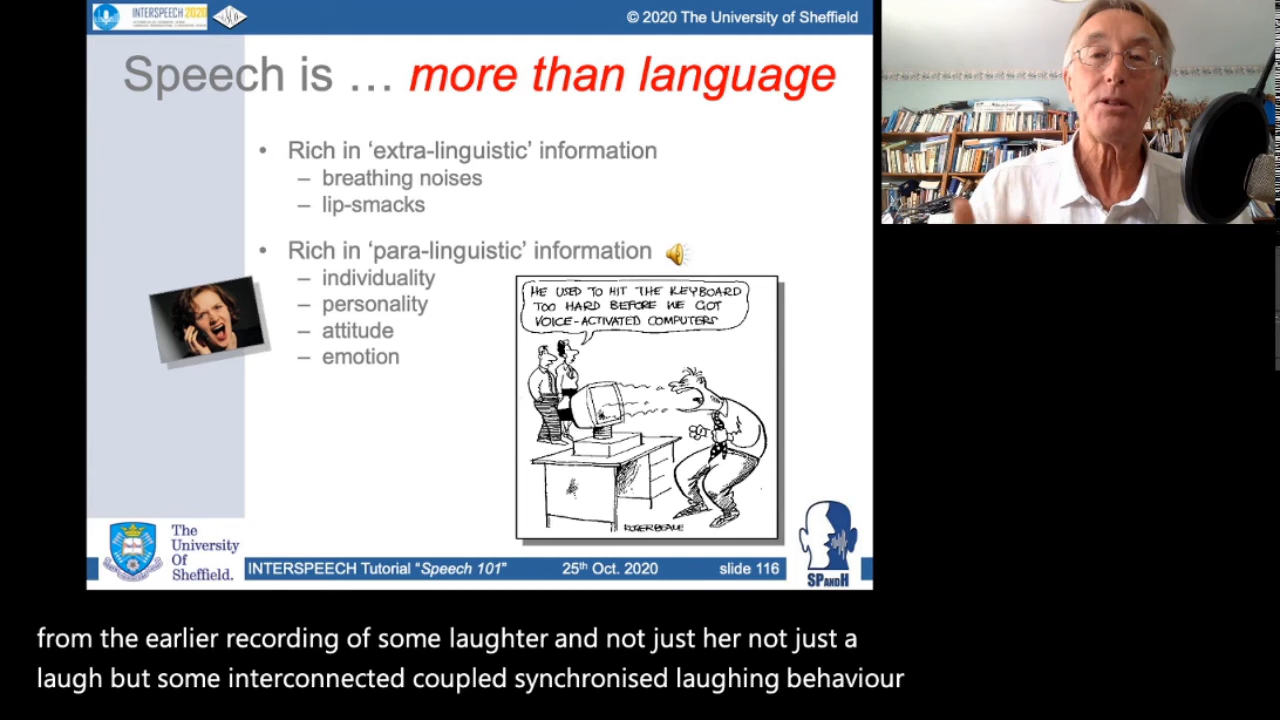 INTERSPEECH 2020
© 2020 The University of Sheffield
Speech is … more than language
• Rich in ‘extra-linguistic’ information
– breathing noises
– lip-smacks
• Rich in ‘para-linguistic’ information
– individuality
– personality
– attitude
– emotion
HE USED TO HIT THE KEYBOARD
TOO HARD BEFORE WE GOT
VOICE-ACTIVATED COMPUTERS
The
University
Of
Sheffield.
INTERSPEECH Tutorial “Speech 101” 25th Oct. 2020 slide 116
SPANDH
from the earlier recording of some laughter and not just her not just a
laugh but some interconnected coupled synchronised laughing behaviour